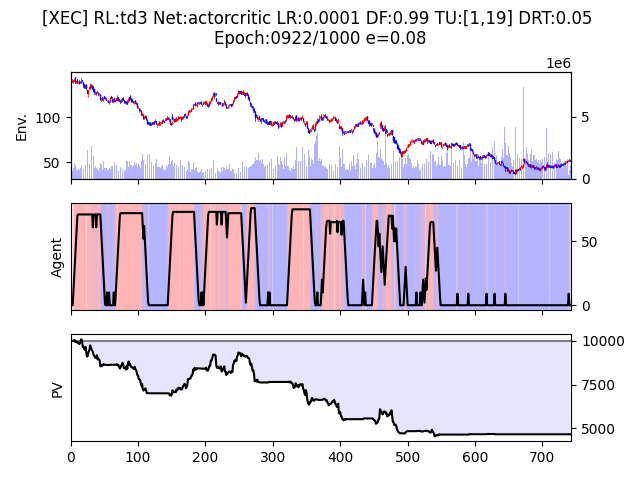 [XEC] RL:td3 Net:actorcritic LR:0.0001 DF:0.99 TU:[1,19] DRT:0.05
Epoch:0922/1000 e=0.08
1e6
Env.
100
50
5
0
Agent
50
0
PV
10000
7500
5000
0 100 200 300 400 500 600 700